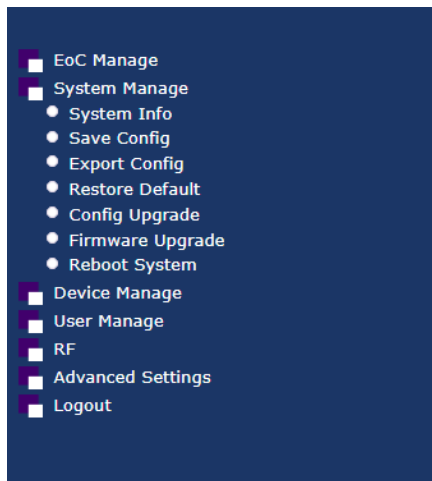 EoC Manage
System Manage
System Info
Save Config
Export Config
Restore Default
Config Upgrade
Firmware Upgrade
Reboot System
Device Manage
User Manage
RF
Advanced Settings
Logout